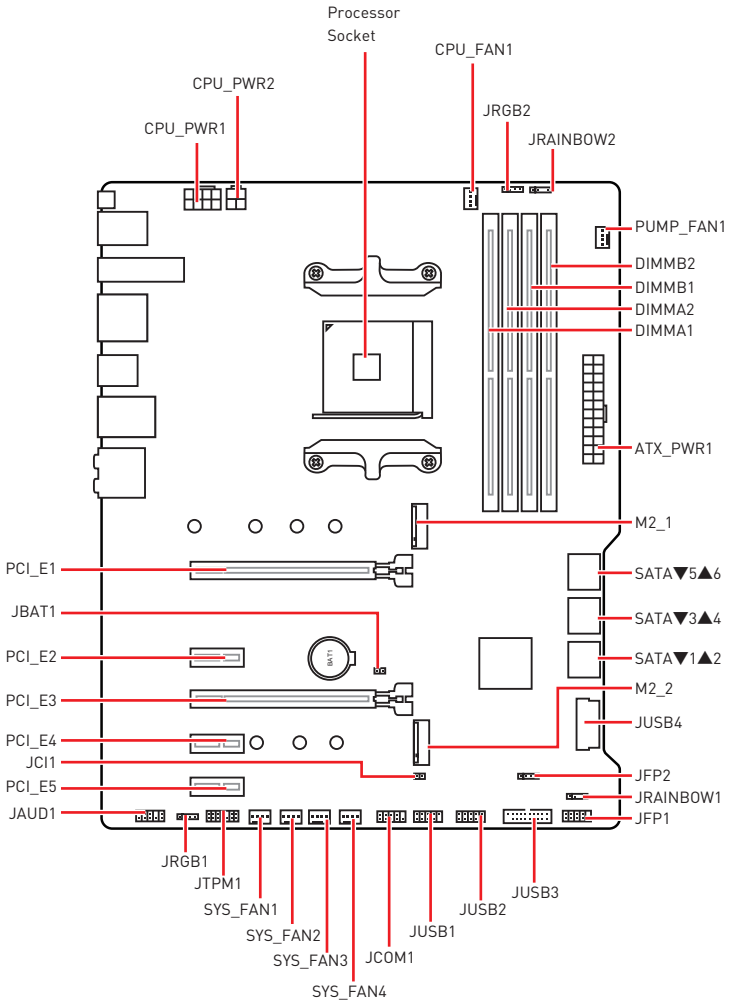 Processor
Socket
CPU_FAN1
CPU_PWR2
JRGB2
CPU_PWR1
JRAINBOW2
PUMP_FAN1
DIMMB2
DIMMB1
DIMMA2
DIMMA1
ATX_PWR1
M2_1
PCI_E1
SATA▼5▲6
JBAT1
SATA▼3▲4
PCI_E2
BAT1
SATA▼1▲2
M2_2
PCI_E3
JUSB4
PCI_E4
JCI1
JFP2
PCI_E5
JRAINBOW1
JAUD1
JFP1
JRGB1
JTPM1
JUSB3
SYS_FAN1
JUSB2
SYS_FAN2
JUSB1
SYS_FAN3
JCOM1
SYS_FAN4